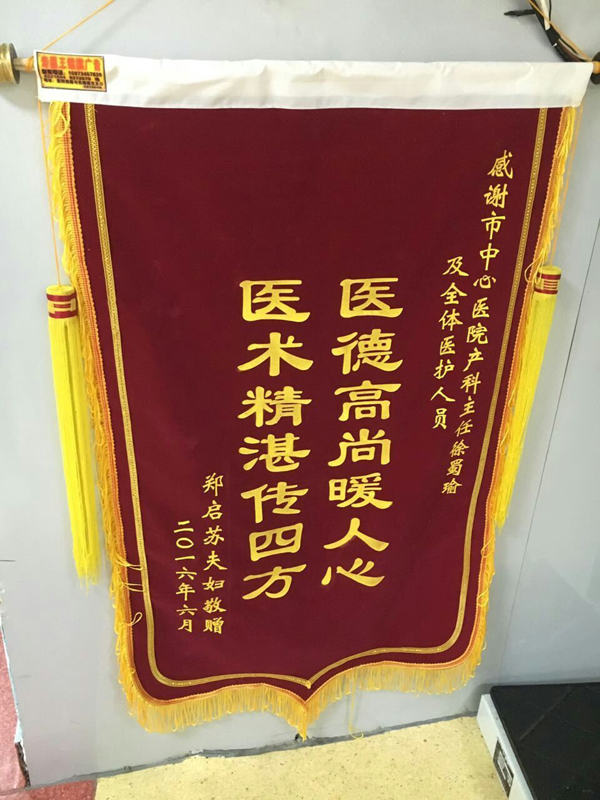 感谢市中心医院产科主任徐蜀瑜
及全体医护人员
医德高尚暖人心
医术精湛传四方
郑启苏夫妇敬赠
二〇一六年六月